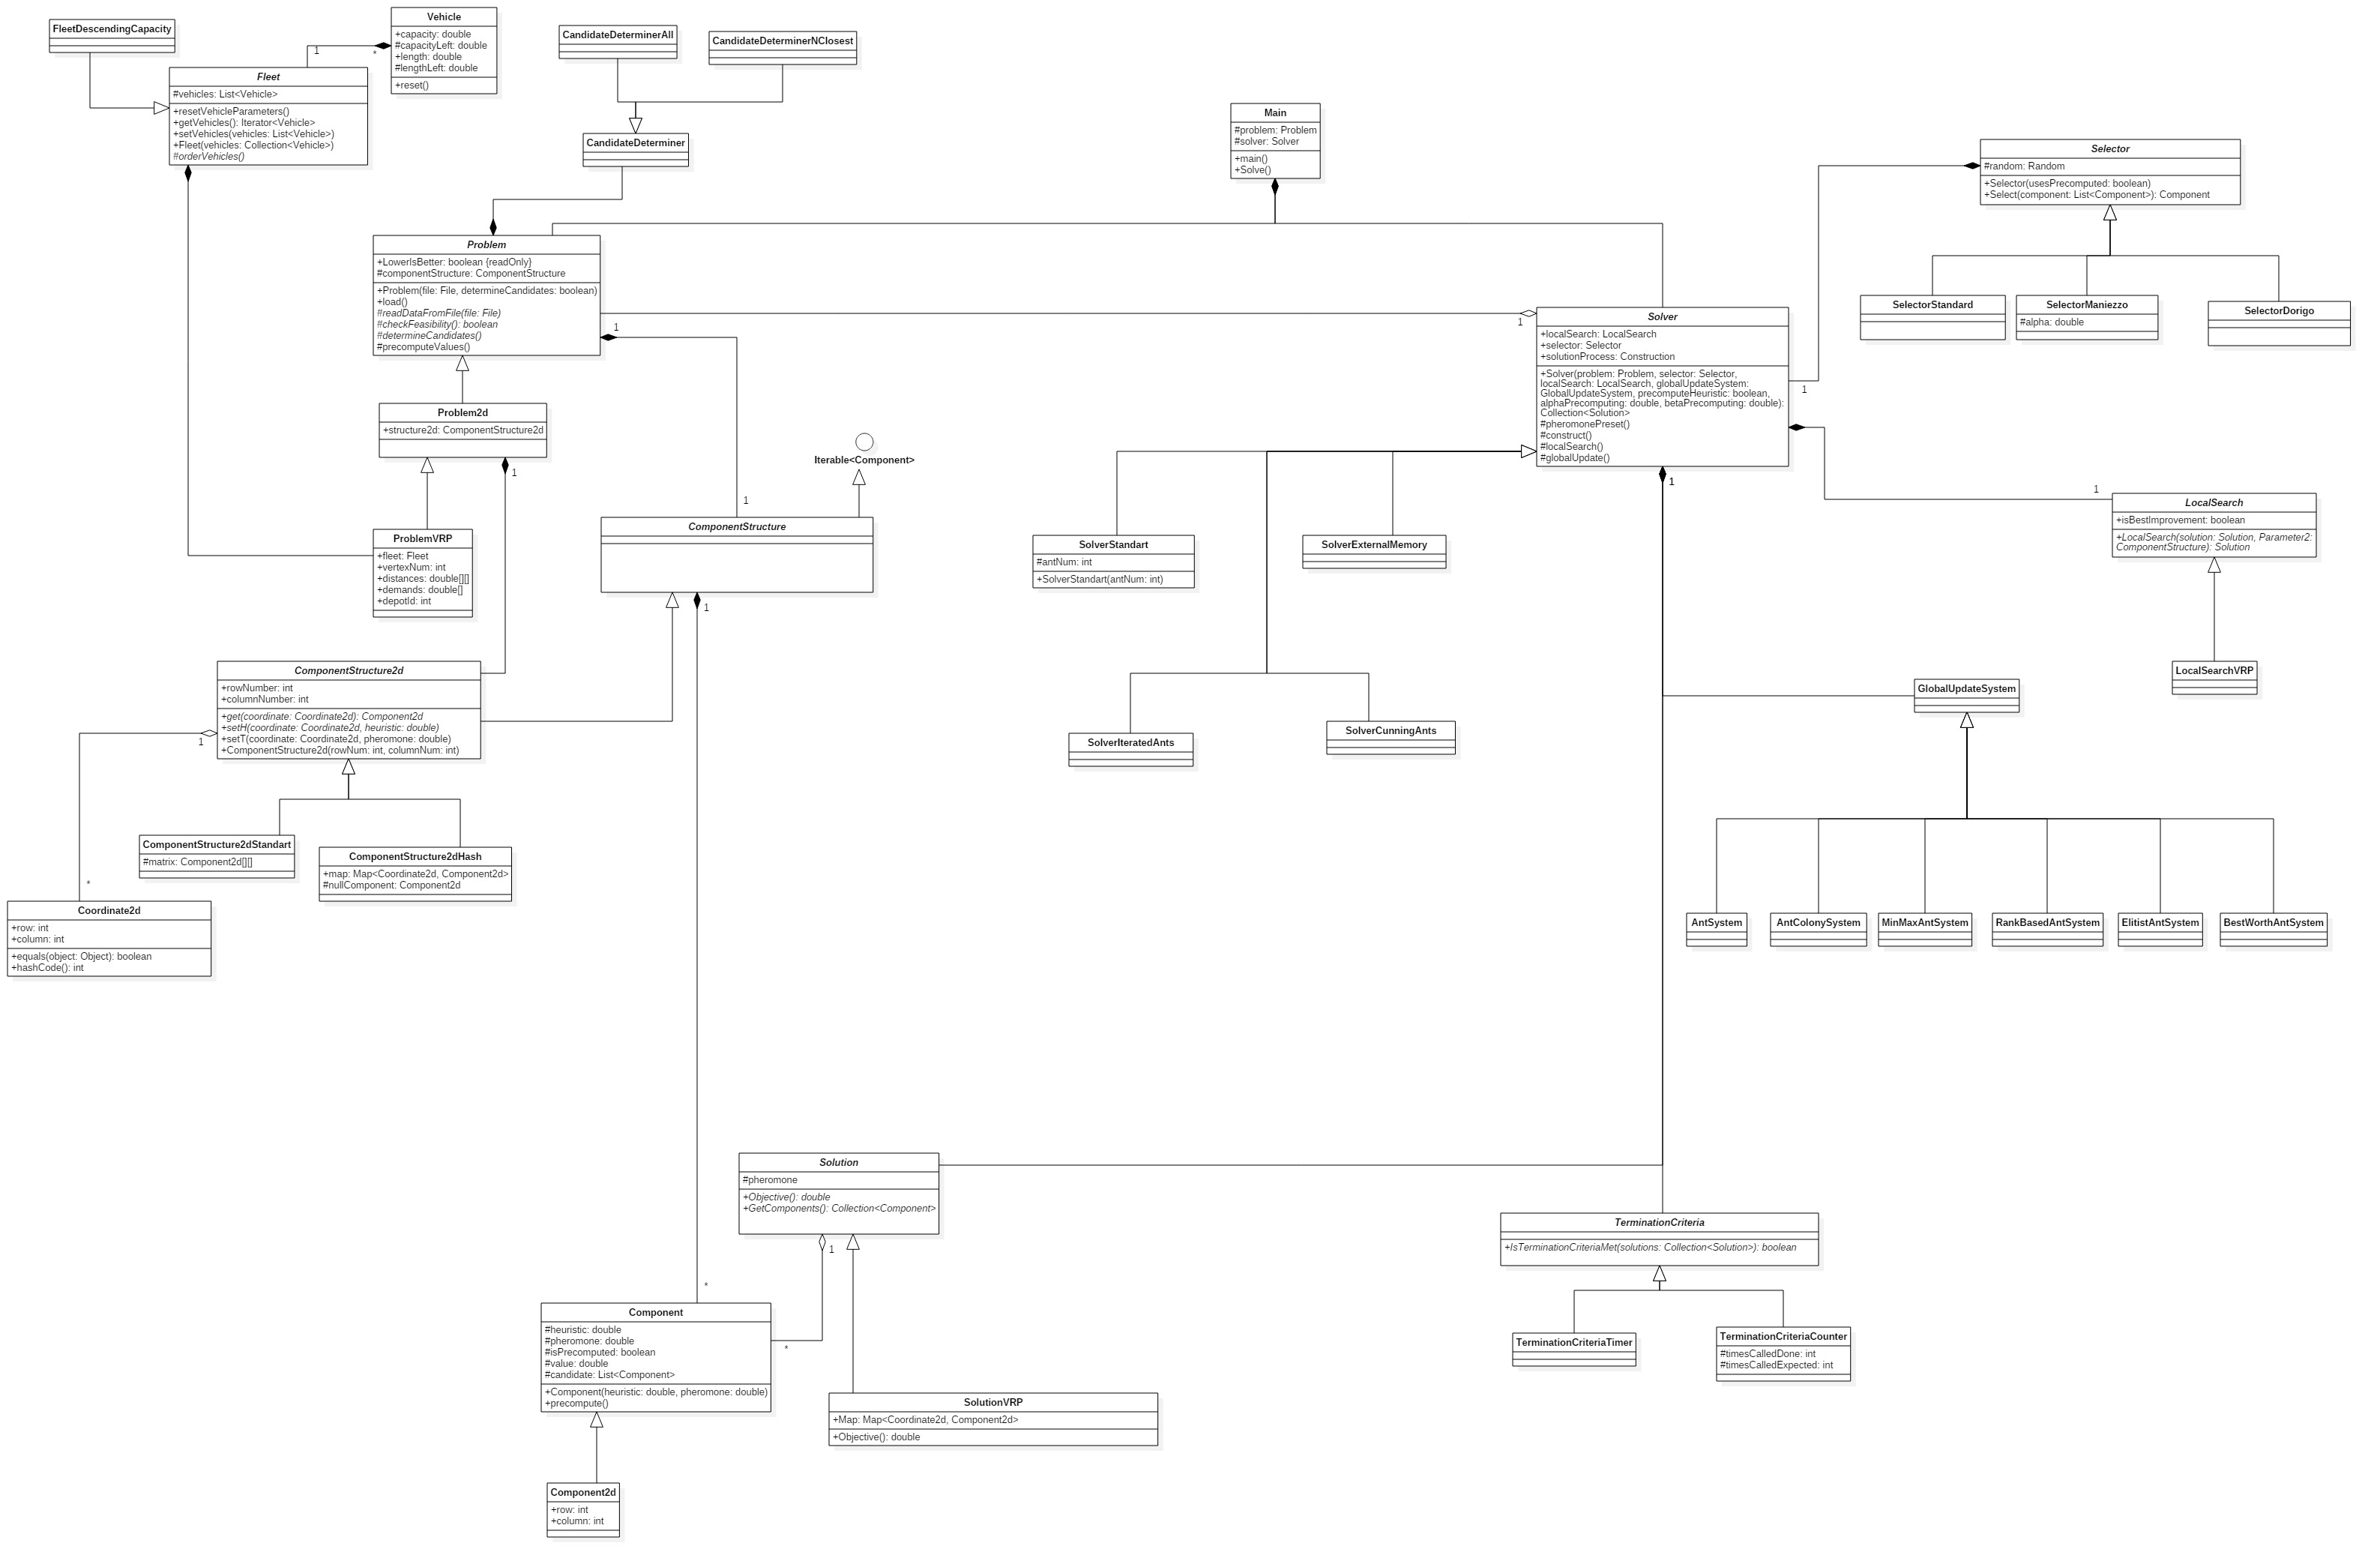 FleetDescendingCapacity
Vehicle
+capacity: double
#capacityLeft: double
+length: double
#lengthLeft: double
+reset()
1
*
Fleet
#vehicles: List<Vehicle>
+resetVehicleParameters()
+getVehicles(): Iterator<Vehicle>
+setVehicles(vehicles: List<Vehicle>)
+Fleet(vehicles: Collection<Vehicle>)
#orderVehicles()
CandidateDeterminerAll
CandidateDeterminerNClosest
CandidateDeterminer
Main
#problem: Problem
#solver: Solver
+main()
+Solve()
Selector
#random: Random
+Selector(usesPrecomputed: boolean)
+Select(component: List<Component>): Component
SelectorStandard
SelectorManiezzo
#alpha: double
SelectorDorigo
Problem
+LowerIsBetter: boolean {readOnly}
#componentStructure: ComponentStructure
+Problem(file: File, determineCandidates: boolean)
+load()
#readDataFromFile(file: File)
#checkFeasibility(): boolean
#determineCandidates()
#precomputeValues()
1
1
Solver
+localSearch: LocalSearch
+selector: Selector
+solutionProcess: Construction
+Solver(problem: Problem, selector: Selector,
localSearch: LocalSearch, globalUpdateSystem:
GlobalUpdateSystem, precomputeHeuristic: boolean,
alphaPrecomputing: double, betaPrecomputing: double):
Collection<Solution>
#pheromonePreset()
#construct()
#localSearch()
#globalUpdate()
1
1
1
Problem2d
+structure2d: ComponentStructure2d
1
Iterable<Component>
1
ComponentStructure
1
ProblemVRP
+fleet: Fleet
+vertexNum: int
+distances: double[][]
+demands: double[]
+depotId: int
SolverStandart
#antNum: int
+SolverStandart(antNum: int)
SolverExternalMemory
LocalSearch
+isBestImprovement: boolean
+LocalSearch(solution: Solution, Parameter2:
ComponentStructure): Solution
LocalSearchVRP
ComponentStructure2d
+rowNumber: int
+columnNumber: int
+get(coordinate: Coordinate2d): Component2d
+setH(coordinate: Coordinate2d, heuristic: double)
+setT(coordinate: Coordinate2d, pheromone: double)
+ComponentStructure2d(rowNum: int, columnNum: int)
1
SolverIteratedAnts
SolverCunningAnts
GlobalUpdateSystem
ComponentStructure2dStandart
#matrix: Component2d[][]
ComponentStructure2dHash
+map: Map<Coordinate2d, Component2d>
#nullComponent: Component2d
*
Coordinate2d
+row: int
+column: int
+equals(object: Object): boolean
+hashCode(): int
AntSystem
AntColonySystem
MinMaxAntSystem
RankBasedAntSystem
ElitistAntSystem
BestWorthAntSystem
Solution
#pheromone
+Objective(): double
+GetComponents(): Collection<Component>
1
TerminationCriteria
+IsTerminationCriteriaMet(solutions: Collection<Solution>): boolean
*
Component
#heuristic: double
#pheromone: double
#isPrecomputed: boolean
#value: double
#candidate: List<Component>
+Component(heuristic: double, pheromone: double)
+precompute()
*
TerminationCriteriaTimer
TerminationCriteriaCounter
#timesCalledDone: int
#timesCalledExpected: int
SolutionVRP
+Map: Map<Coordinate2d, Component2d>
+Objective(): double
Component2d
+row: int
+column: int